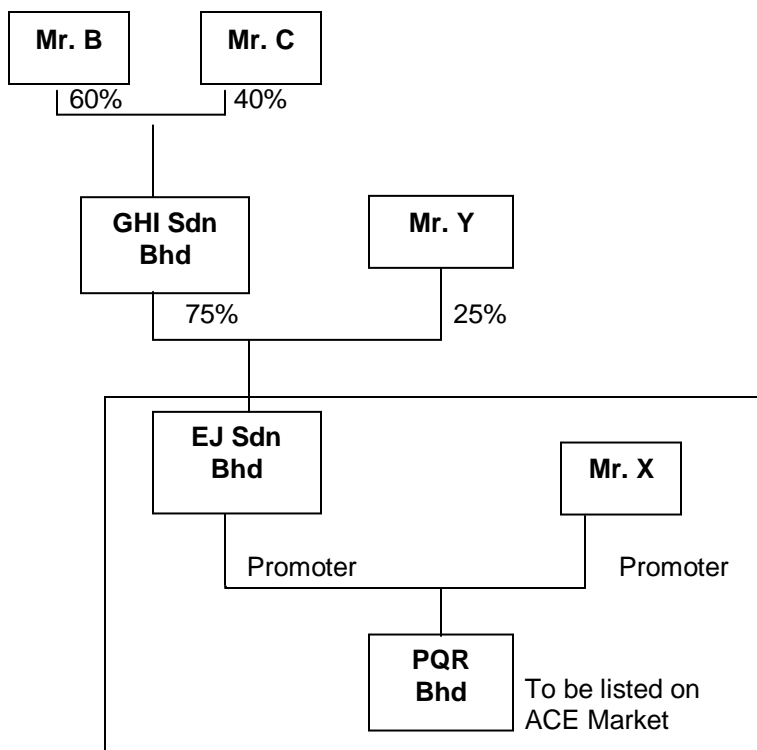 Mr. B
Mr. C
60%
40%
GHI Sdn
Bhd
Mr. Y
75%
25%
EJ Sdn
Bhd
Mr. X
Promoter
Promoter
PQR
Bhd
To be listed on
ACE Market